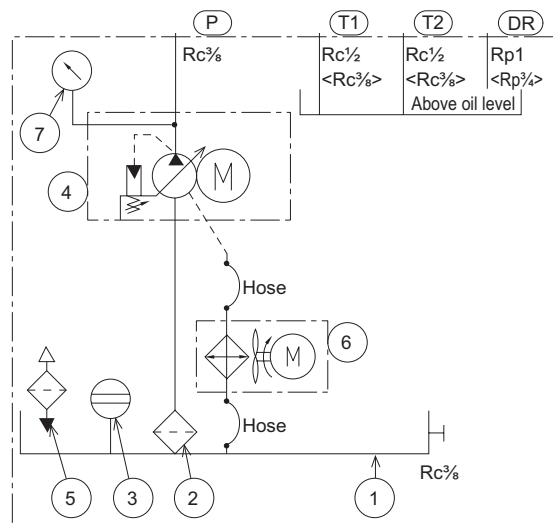 P T1 T2 DR
Rc⅜ Rc½ Rc½ Rp1
<Rc⅜> <Rc⅜> <Rp¾>
Above oil level
7
M
4
Hose
6
M
Hose
Rc⅜
5 3 2 1